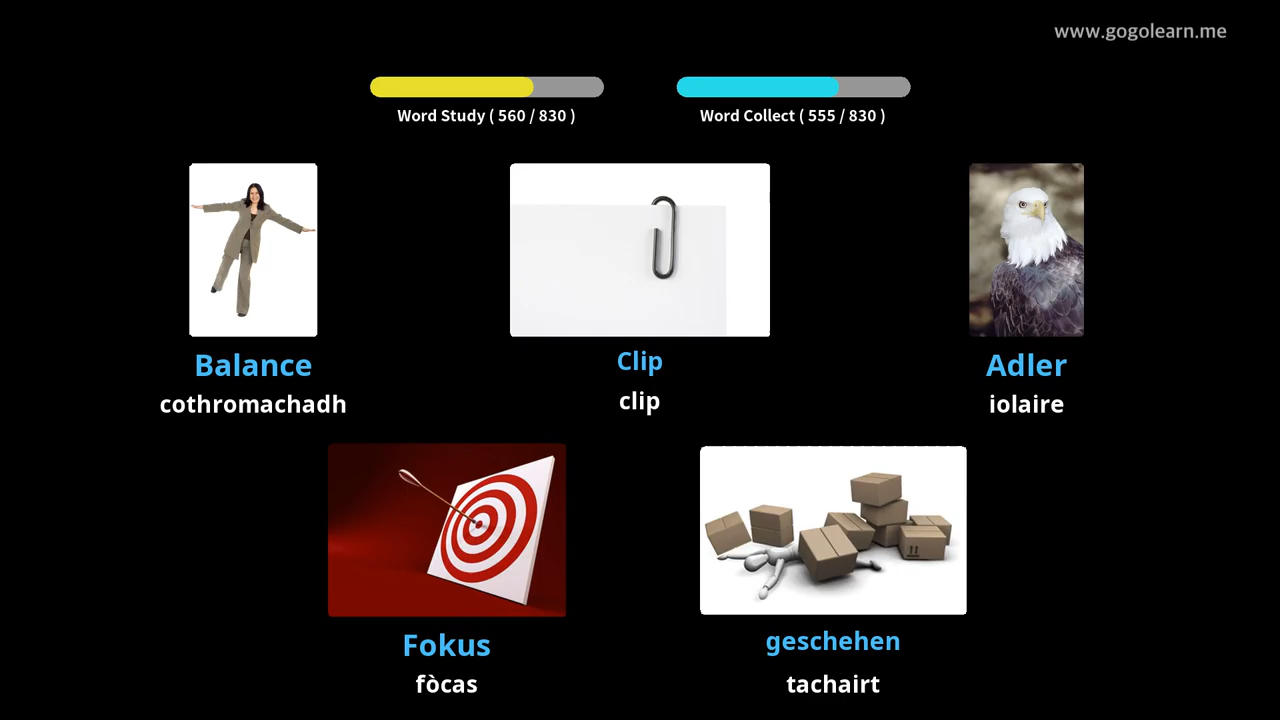 www.gogolearn.me
Word Study ( 560 / 830 )
Word Collect ( 555 / 830 )
Balance
cothromachadh
Clip
clip
Adler
iolaire
Fokus
fòcas
geschehen
tachairt